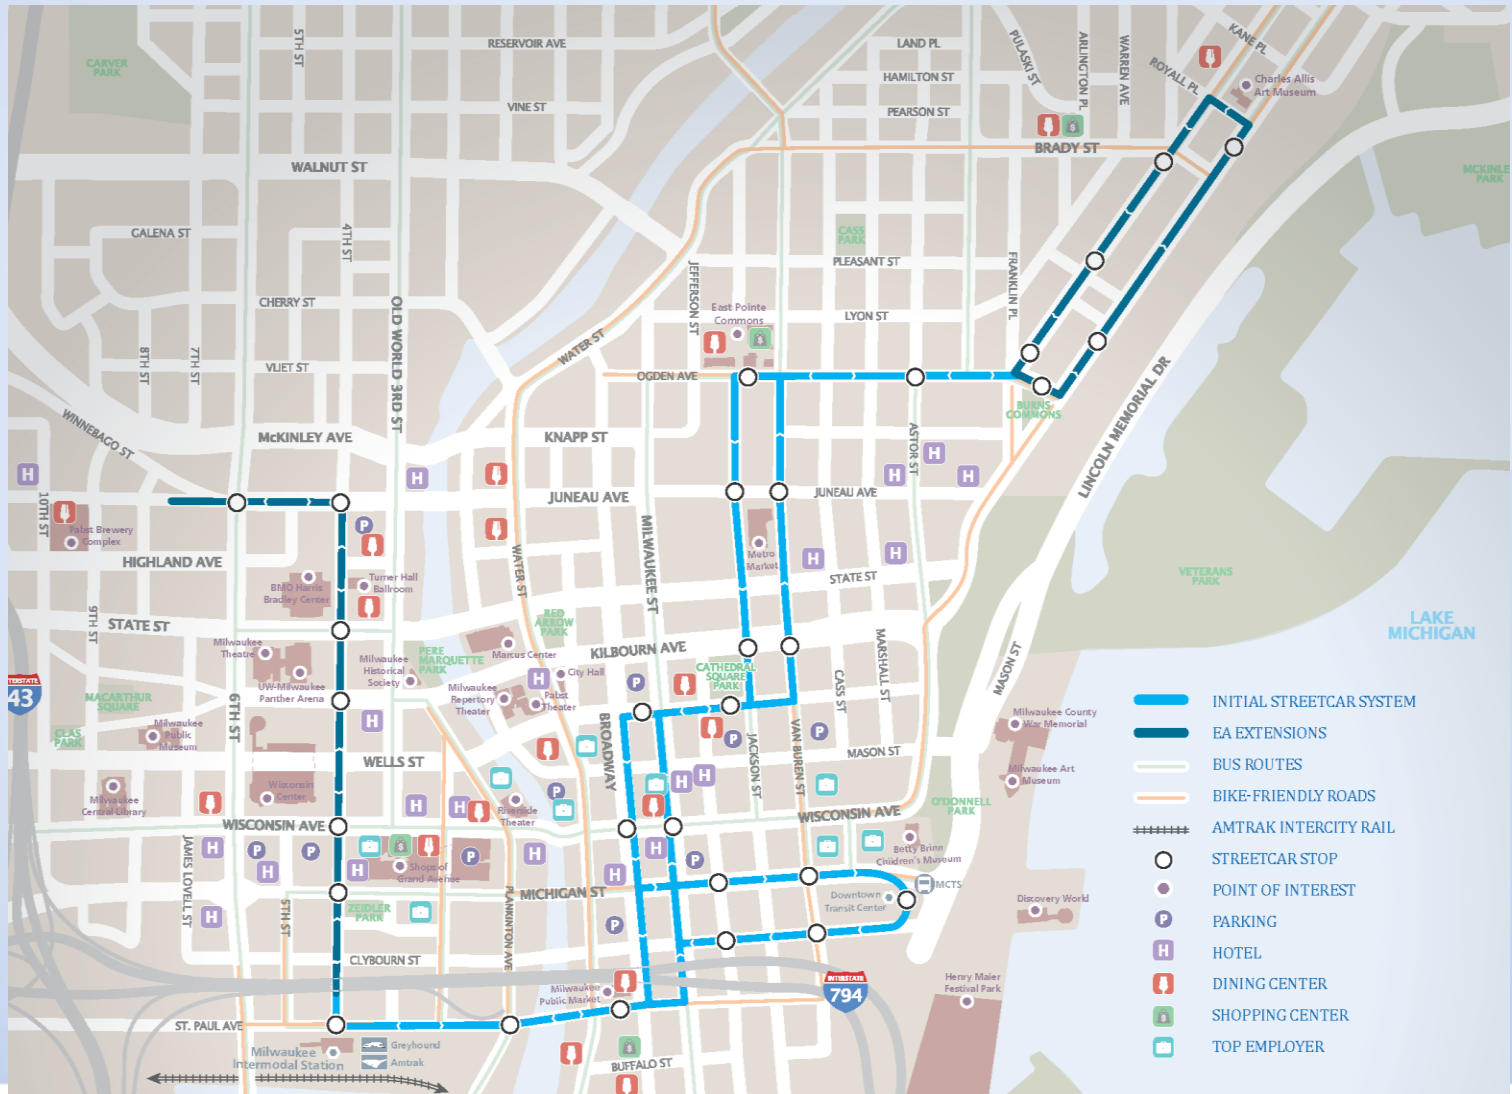 CARVER
PARK
5TH ST
RESERVOIR AVE
LAND PL
PULASKI ST
ARLINGTON PL
WARREN AVE
KANE PL
ROYALL PL
Charles Allis
Art Museum
HAMILTON ST
VINE ST
PEARSON ST
BRADY ST
WALNUT ST
MCKINLEY
PARK
GALENA ST
4TH ST
CASS
PARK
PLEASANT ST
JEFFERSON ST
FRANKLIN PL
CHERRY ST
OLD WORLD 3RD ST
East Pointe
Commons
LYON ST
WATER ST
8TH ST
7TH ST
VLIET ST
OGDEN AVE
LINCOLN MEMORIAL DR
BURNS
COMMONS
WINNEBAGO ST
McKINLEY AVE
KNAPP ST
ASTOR ST
H
H
H
H
H
10TH ST
JUNEAU AVE
JUNEAU AVE
Pabst Brewery
Complex
P
MILWAUKEE ST
WATER ST
Metro
Market
H
H
HIGHLAND AVE
BMO Harris
Bradley Center
Turner Hall
Ballroom
STATE ST
VETERANS
PARK
9TH ST
STATE ST
RED
ARROW
PARK
LAKE
MICHIGAN
Milwaukee
Theatre
PERE
MARQUETTE
PARK
Marcus Center
KILBOURN AVE
MARSHALL ST
MASON ST
Milwaukee
Historical
Society
UW-Milwaukee
Panther Arena
City Hall
H
P
CATHEDRAL
SQUARE
PARK
CASS ST
INTERSTATE
43
MACARTHUR
SQUARE
6TH ST
Milwaukee
Repertory
Theater
Pabst
Theater
INITIAL STREETCAR SYSTEM
Milwaukee County
War Memorial
CLAS
PARK
Milwaukee
Public
Museum
H
BROADWAY
P
P
JACKSON ST
VAN BUREN ST
MASON ST
EA EXTENSIONS
WELLS ST
BUS ROUTES
Milwaukee Art
Museum
H
H
Wisconsin
Center
P
BIKE-FRIENDLY ROADS
Milwaukee
Central Library
H
H
Riverside
Theater
O'DONNELL
PARK
WISCONSIN AVE
WISCONSIN AVE
AMTRAK INTERCITY RAIL
JAMES LOVELL ST
H
P
P
P
H
H
P
Betty Brinn
Children's Museum
STREETCAR STOP
H
H
Shops of
Grand Avenue
H
MCTS
PLANKINTON AVE
MICHIGAN ST
Downtown
Transit Center
Discovery World
POINT OF INTEREST
H
5TH ST
ZEIDLER
PARK
P
P PARKING
CLYBOURN ST
H HOTEL
Milwaukee
Public Market
INTERSTATE
794
Henry Maier
Festival Park
DINING CENTER
ST. PAUL AVE
SHOPPING CENTER
Milwaukee
Intermodal Station
Greyhound
Amtrak
BUFFALO ST
TOP EMPLOYER